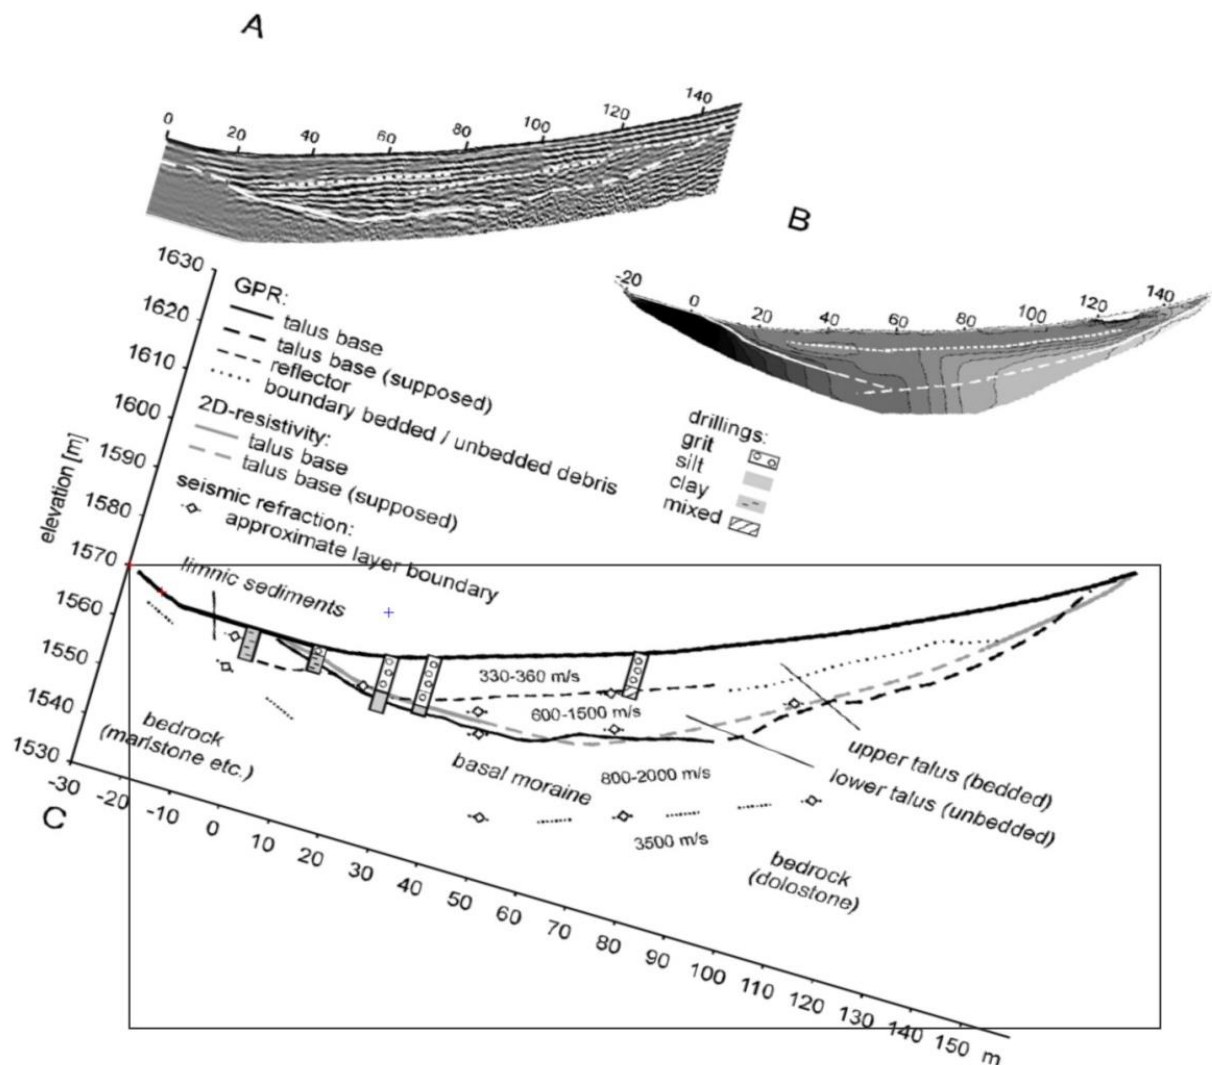 A
0 20 40 60 80 100 120 140
B
-20 0 20 40 60 80 100 120 140
1630
1620
1610
1600
1590
1580
1570
1560
1550
1540
1530
elevation [m]
GPR:
talus base
talus base (supposed)
reflector
boundary bedded / unbedded debris
2D-resistivity:
talus base
talus base (supposed)
seismic refraction:
approximate layer boundary
drillings:
grit
silt
clay
mixed
limnic sediments
330-360 m/s
600-1500 m/s
800-2000 m/s
3500 m/s
bedrock
(marlstone etc.)
basal moraine
upper talus (bedded)
lower talus (unbedded)
bedrock
(dolostone)
C
-30 -20 -10 0 10 20 30 40 50 60 70 80 90 100 110 120 130 140 150 m